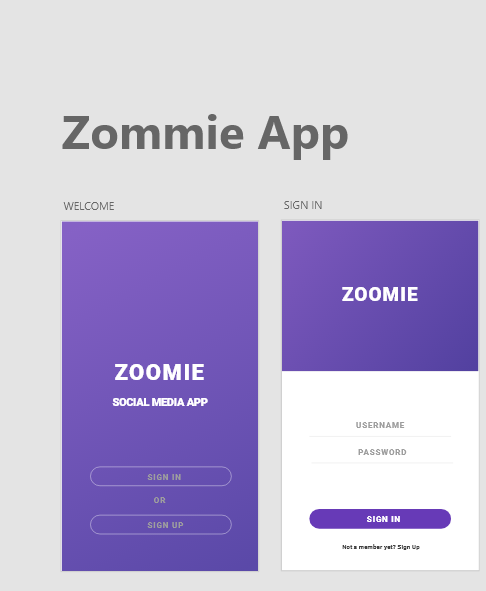 Zommie App
WELCOME
ZOOMIE
SOCIAL MEDIA APP
SIGN IN
OR
SIGN UP
SIGN IN
ZOOMIE
USERNAME
PASSWORD
SIGN IN
Not a member yet? Sign Up